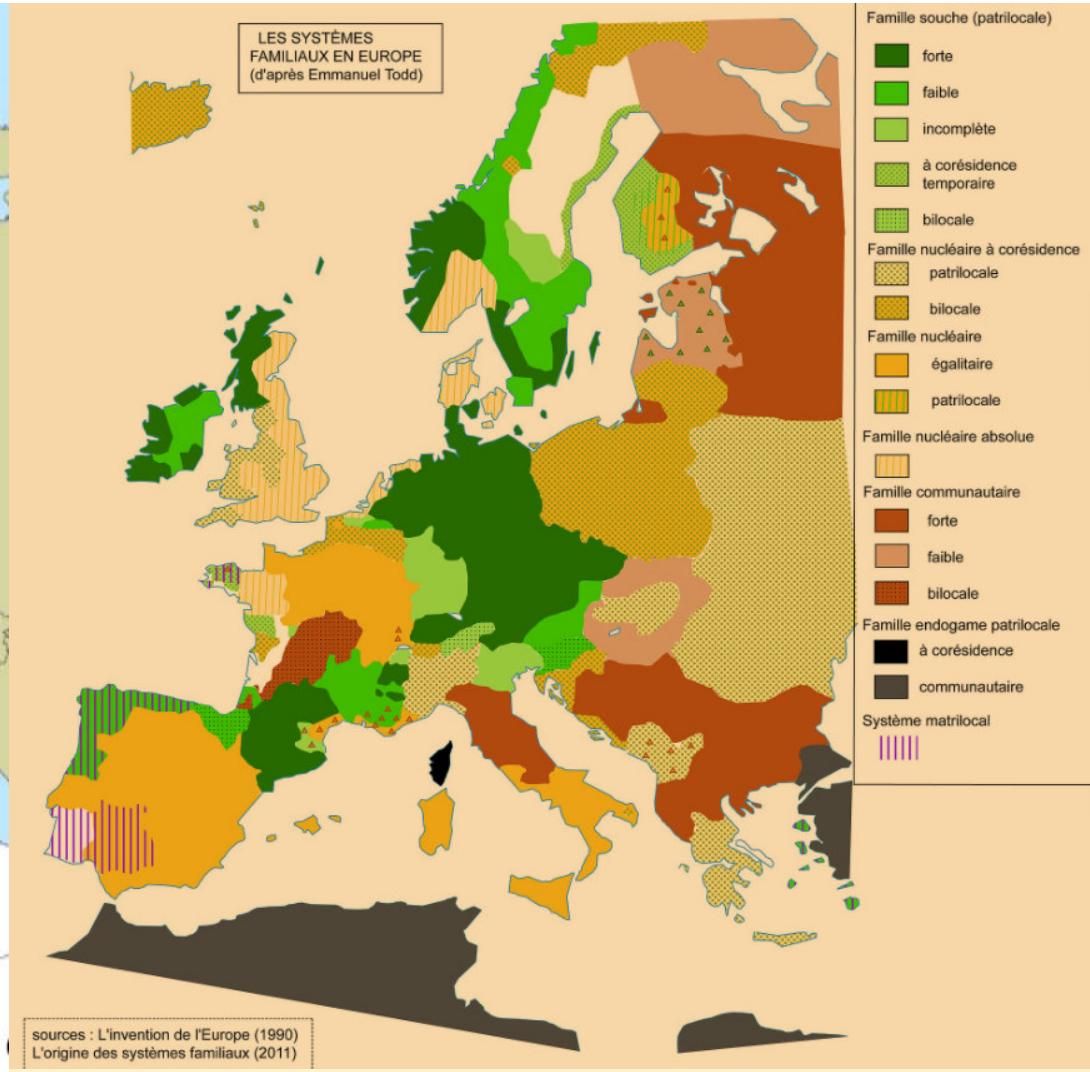 LES SYSTÈMES
FAMILIAUX EN EUROPE
(d'après Emmanuel Todd)
Famille souche (patrilocale)
forte
faible
incomplète
à corésidence
temporaire
bilocale
Famille nucléaire à corésidence
patrilocale
bilocale
Famille nucléaire
égalitaire
patrilocale
Famille nucléaire absolue
Famille communautaire
forte
faible
bilocale
Famille endogame patrilocale
à corésidence
communautaire
Système matrilocal
sources : L'invention de l'Europe (1990)
L'origine des systèmes familiaux (2011)